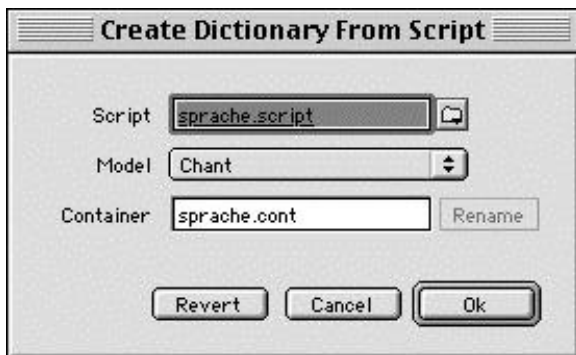 Create Dictionary From Script
Script sprache.script
Model Chant
Container sprache.cont Rename
Revert Cancel Ok